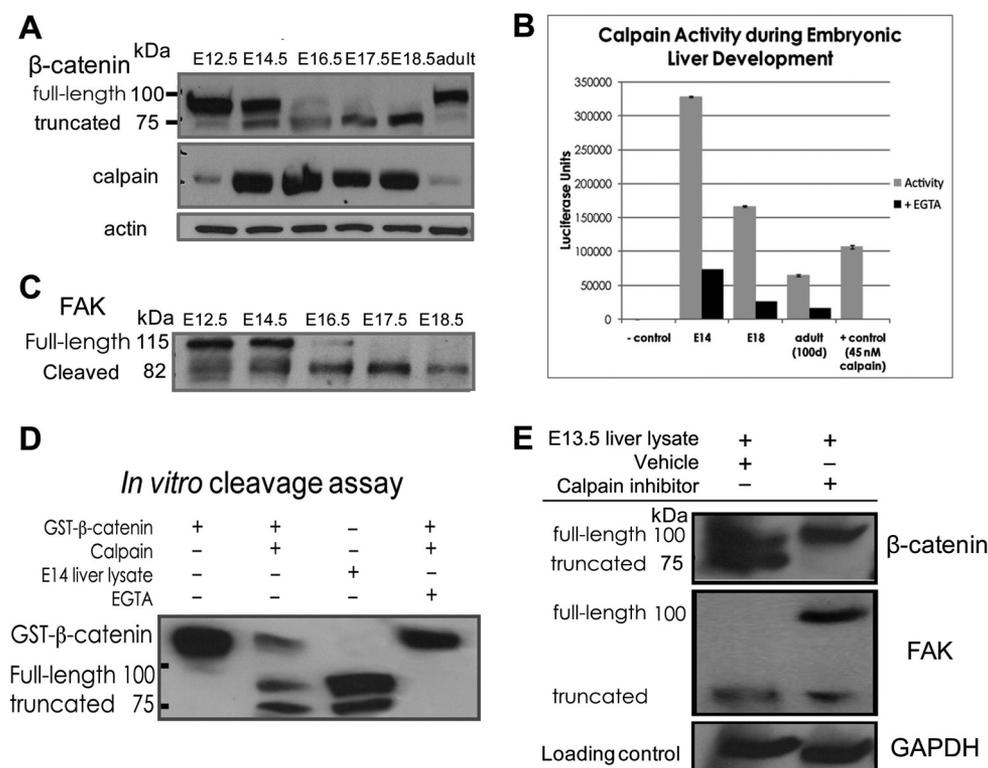 A
kDa E12.5 E14.5 E16.5 E17.5 E18.5 adult
β-catenin
full-length 100
truncated 75
calpain
actin
B
Calpain Activity during Embryonic
Liver Development
350000
300000
250000
200000
150000
100000
50000
0
Luciferase Units
Activity
+ EGTA
- control E14 E18 adult (100d) + control (45 nM calpain)
C
FAK
kDa E12.5 E14.5 E16.5 E17.5 E18.5
Full-length 115
Cleaved 82
D
In vitro cleavage assay
GST-β-catenin + + – +
Calpain – + – +
E14 liver lysate – – + –
EGTA – – – +
GST-β-catenin
Full-length 100
truncated 75
E
E13.5 liver lysate + +
Vehicle + –
Calpain inhibitor – +
kDa
full-length 100
truncated 75
β-catenin
full-length 100
FAK
truncated
Loading control
GAPDH